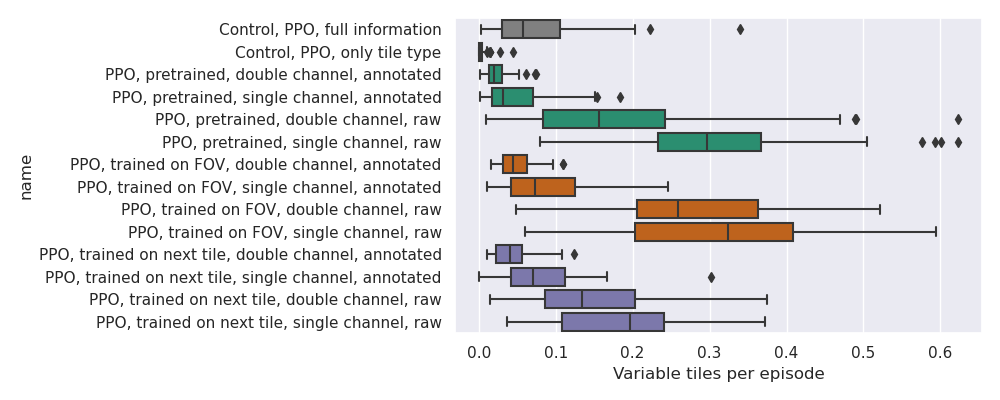 Control, PPO, full information
Control, PPO, only tile type
PPO, pretrained, double channel, annotated
PPO, pretrained, single channel, annotated
PPO, pretrained, double channel, raw
PPO, pretrained, single channel, raw
PPO, trained on FOV, double channel, annotated
PPO, trained on FOV, single channel, annotated
PPO, trained on FOV, double channel, raw
PPO, trained on FOV, single channel, raw
PPO, trained on next tile, double channel, annotated
PPO, trained on next tile, single channel, annotated
PPO, trained on next tile, double channel, raw
PPO, trained on next tile, single channel, raw
name
0.0 0.1 0.2 0.3 0.4 0.5 0.6
Variable tiles per episode